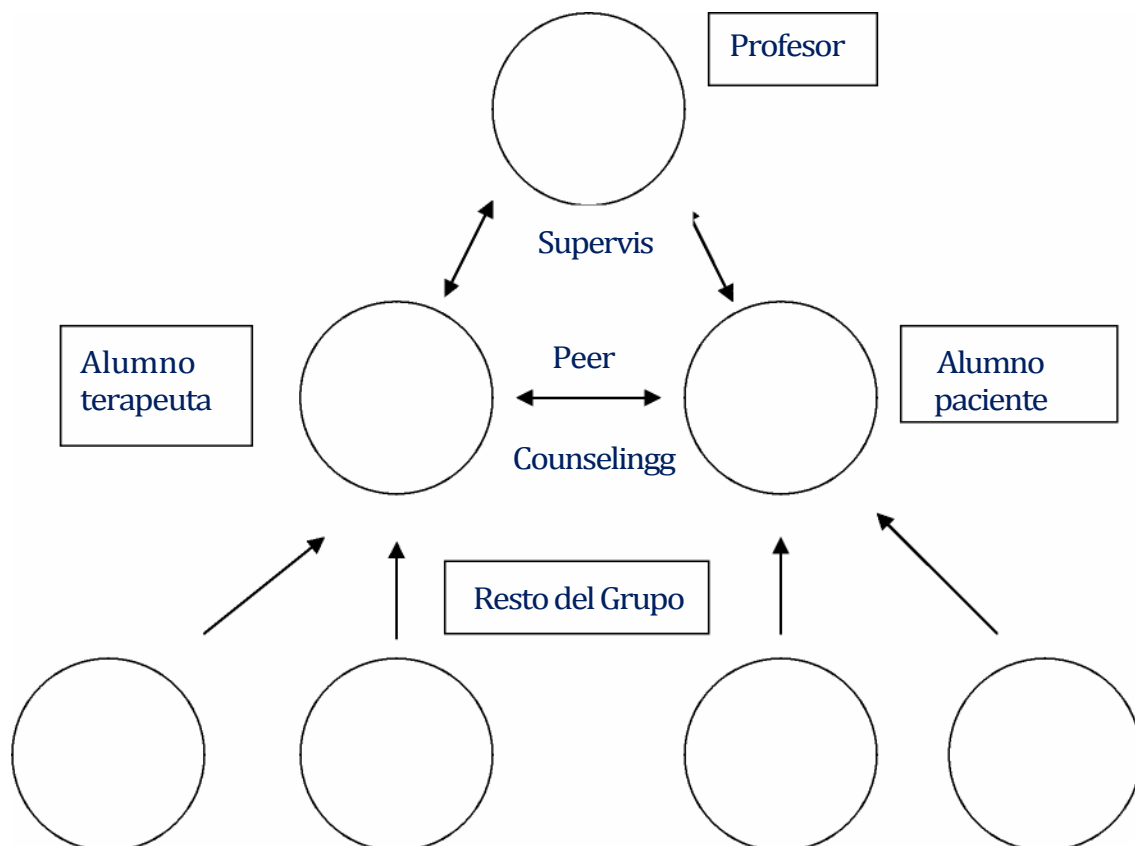 Profesor
Supervis
Alumno
terapeuta
Peer
Counselingg
Alumno
paciente
Resto del Grupo